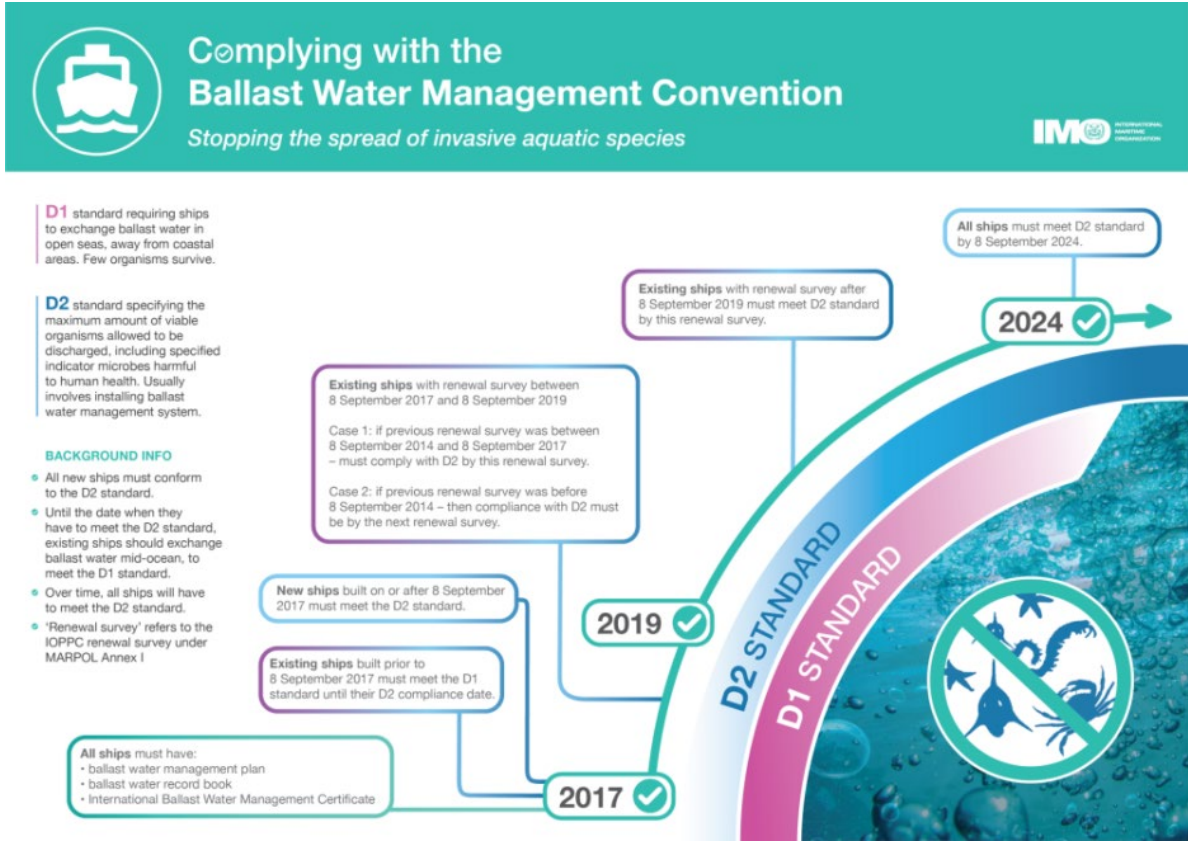 Complying with the
Ballast Water Management Convention
Stopping the spread of invasive aquatic species
IMO
INTERNATIONAL
MARITIME
ORGANIZATION
D1 standard requiring ships
to exchange ballast water in
open seas, away from coastal
areas. Few organisms survive.
D2 standard specifying the
maximum amount of viable
organisms allowed to be
discharged, including specified
indicator microbes harmful
to human health. Usually
involves installing ballast
water management system.
BACKGROUND INFO
All new ships must conform
to the D2 standard.
Until the date when they
have to meet the D2 standard,
existing ships should exchange
ballast water mid-ocean, to
meet the D1 standard.
Over time, all ships will have
to meet the D2 standard.
‘Renewal survey’ refers to the
IOPPC renewal survey under
MARPOL Annex I
All ships must meet D2 standard
by 8 September 2024.
Existing ships with renewal survey after
8 September 2019 must meet D2 standard
by this renewal survey.
2024
Existing ships with renewal survey between
8 September 2017 and 8 September 2019
Case 1: if previous renewal survey was between
8 September 2014 and 8 September 2017
– must comply with D2 by this renewal survey.
Case 2: if previous renewal survey was before
8 September 2014 – then compliance with D2 must
be by the next renewal survey.
New ships built on or after 8 September
2017 must meet the D2 standard.
2019
Existing ships built prior to
8 September 2017 must meet the D1
standard until their D2 compliance date.
All ships must have:
• ballast water management plan
• ballast water record book
• International Ballast Water Management Certificate
2017
D2 STANDARD
D1 STANDARD